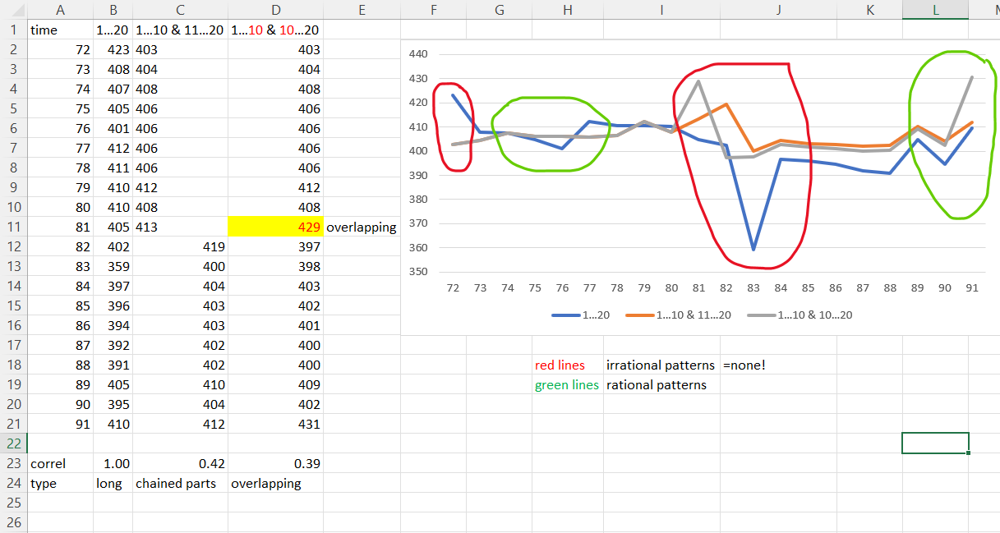 A B C D E F G H I J K L
1 time 1...20 1...10 & 11...20 1...10 & 10...20
2 72 423 403 403
3 73 408 404 404
4 74 407 408 408
5 75 405 406 406
6 76 401 406 406
7 77 412 406 406
8 78 411 406 406
9 79 410 412 412
10 80 410 408 408
11 81 405 413 429 overlapping
12 82 402 419 397
13 83 359 400 398
14 84 397 404 403
15 85 396 403 402
16 86 394 403 401
17 87 392 402 400
18 88 391 402 400
19 89 405 410 409
20 90 395 404 402
21 91 410 412 431
22
23 correl 1.00 0.42 0.39
24 type long chained parts overlapping
25
26
440
430
420
410
400
390
380
370
360
350
72 73 74 75 76 77 78 79 80 81 82 83 84 85 86 87 88 89 90 91
1...20 1...10 & 11...20 1...10 & 10...20
red lines irrational patterns =none!
green lines rational patterns